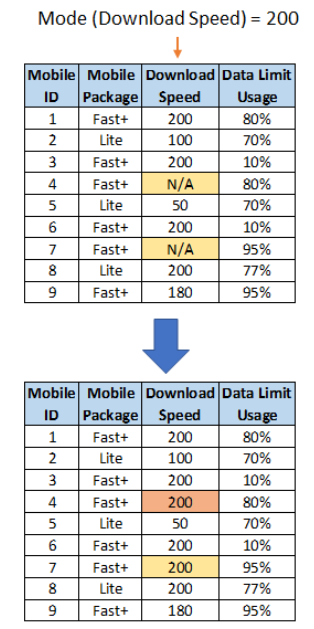 Mode (Download Speed) = 200
Mobile ID Mobile Package Download Speed Data Limit Usage
1 Fast+ 200 80%
2 Lite 100 70%
3 Fast+ 200 10%
4 Fast+ N/A 80%
5 Lite 50 70%
6 Fast+ 200 10%
7 Fast+ N/A 95%
8 Lite 200 77%
9 Fast+ 180 95%
Mobile ID Mobile Package Download Speed Data Limit Usage
1 Fast+ 200 80%
2 Lite 100 70%
3 Fast+ 200 10%
4 Fast+ 200 80%
5 Lite 50 70%
6 Fast+ 200 10%
7 Fast+ 200 95%
8 Lite 200 77%
9 Fast+ 180 95%